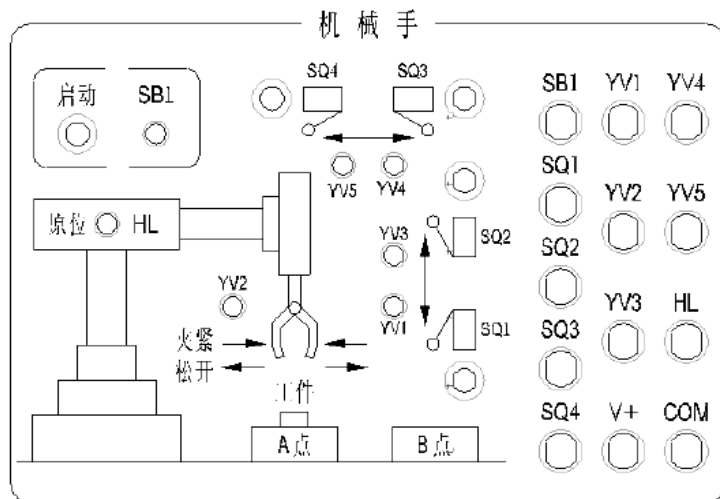 机械手
启动 SB1
SQ4 SQ3
YV5 YV4
原位 HL
YV3
SQ2
YV2
YV1
SQ1
夹紧
松开
工件
A点 B点
SB1 YV1 YV4
SQ1
YV2 YV5
SQ2
YV3 HL
SQ3
SQ4 V+ COM